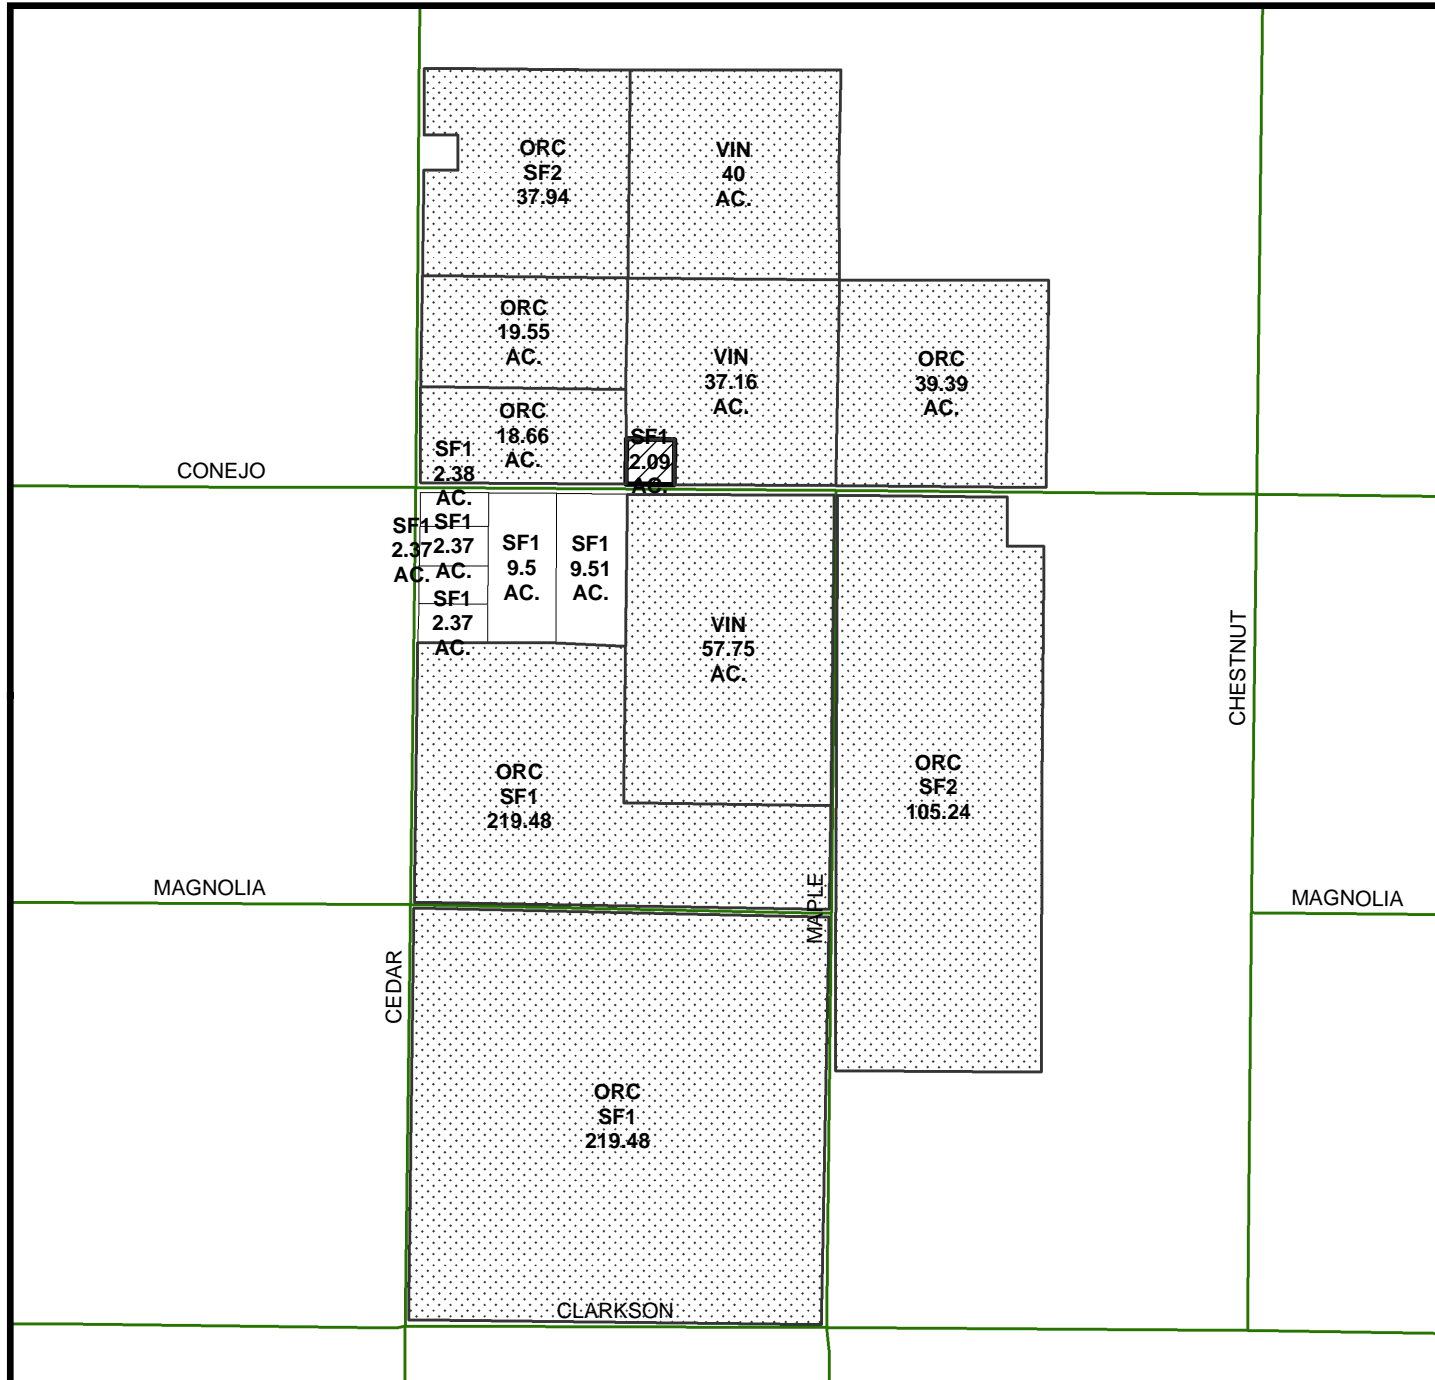 ORC
SF2
37.94
VIN
40
AC.
ORC
19.55
AC.
VIN
37.16
AC.
ORC
39.39
AC.
ORC
18.66
AC.
SF1
2.09
AC.
SF1
2.38
AC.
CONEJO
SF1
2.37
AC.
SF1
2.37
AC.
SF1
9.5
AC.
SF1
9.51
AC.
SF1
2.37
AC.
VIN
57.75
AC.
CHESTNUT
ORC
SF1
219.48
ORC
SF2
105.24
MAGNOLIA
MAPLE
MAGNOLIA
CEDAR
ORC
SF1
219.48
CLARKSON